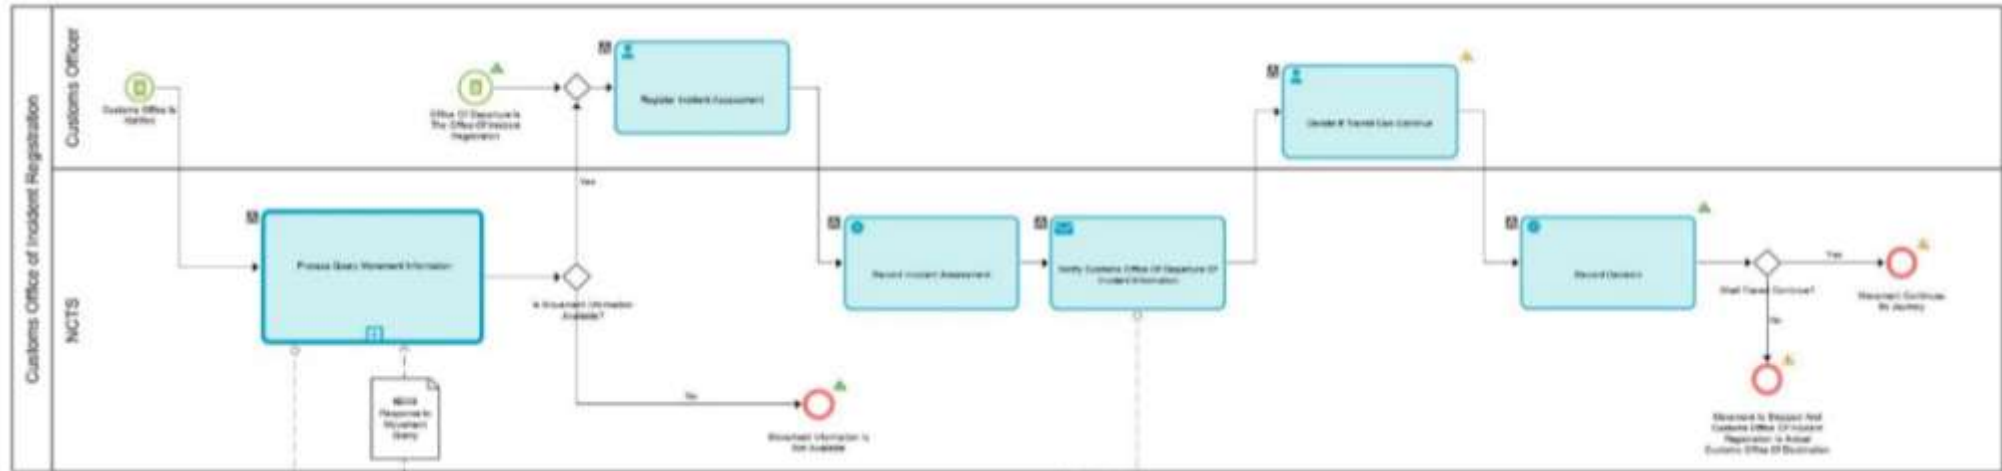 Customs Office of Incident Registration
Customs Officer
NCTS
Customs Office Is
Notified
Office Of Departure Is
The Office Of Incident
Registration
Register Incident Assessment
Decide If Transit Can Continue
Yes
Process Query Movement Information
Is Movement Information
Available?
Record Incident Assessment
Notify Customs Office Of Departure Of
Incident Information
Record Decision
Shall Transit Continue?
Yes
Movement Continues
Its Journey
No
No
Response to
Movement
Query
Movement Information Is
Not Available
Movement Is Stopped And
Customs Office Of Incident
Registration Is Actual
Customs Office Of Destination